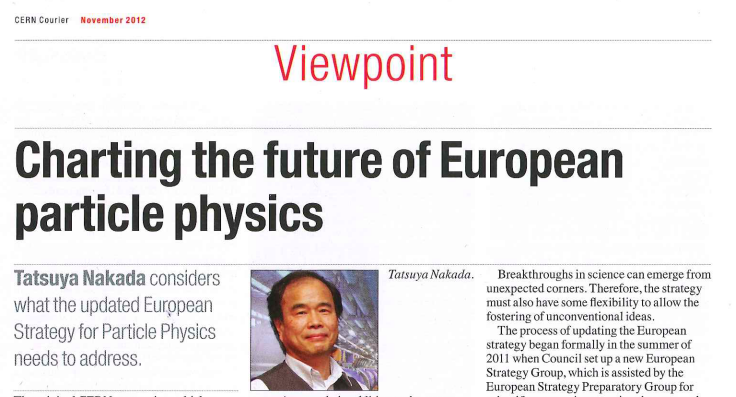 CERN Courier November 2012
Viewpoint
Charting the future of European
particle physics
Tatsuya Nakada considers
what the updated European
Strategy for Particle Physics
needs to address.
Tatsuya Nakada.
Breakthroughs in science can emerge from
unexpected corners. Therefore, the strategy
must also have some flexibility to allow the
fostering of unconventional ideas.
The process of updating the European
strategy began formally in the summer of
2011 when Council set up a new European
Strategy Group, which is assisted by the
European Strategy Preparatory Group for